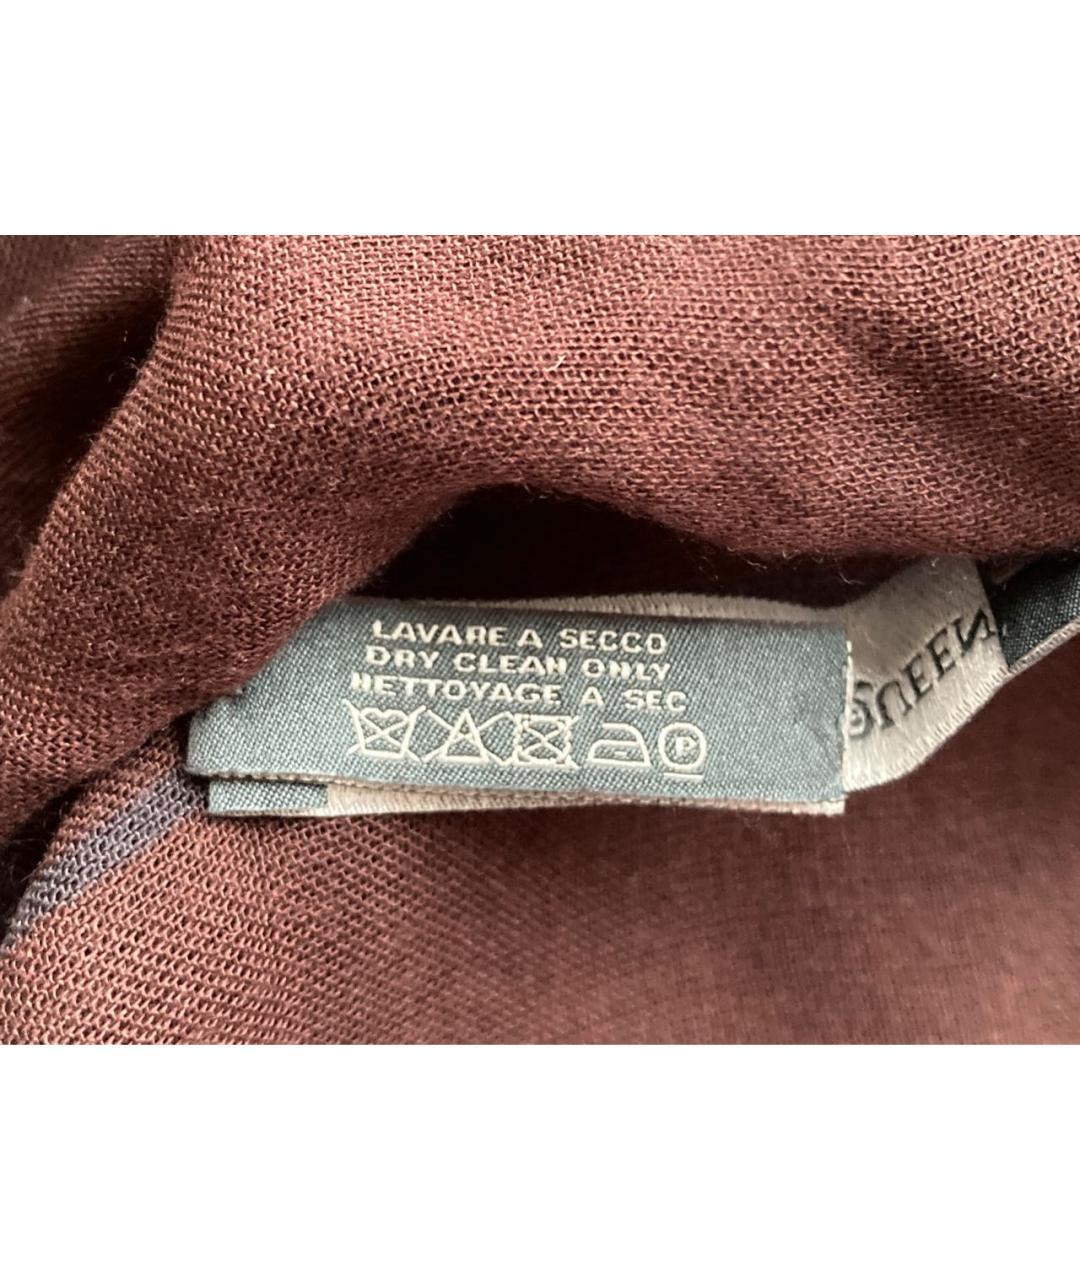 LAVARE A SECCO
DRY CLEAN ONLY
NETTOYAGE A SEC
P
QUEEN